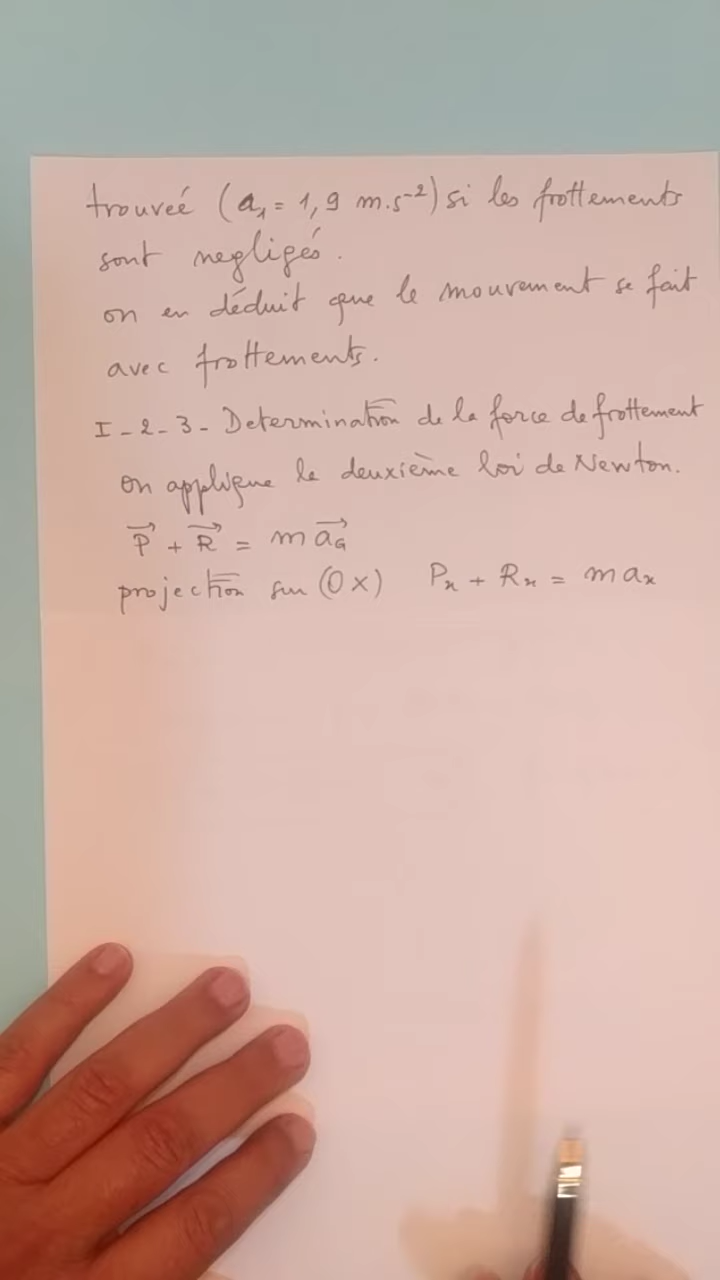 trouveé (a₁ = 1,9 m.s⁻²) si les frottements
sont negligés.
on en déduit que le mouvement se fait
avec frottements.
I-2-3- Determination de la force de frottement
on applique la deuxième loi de Newton.
P⃗ + R⃗ = m a⃗_G
projection sur (Ox) Pₓ + Rₓ = m aₓ